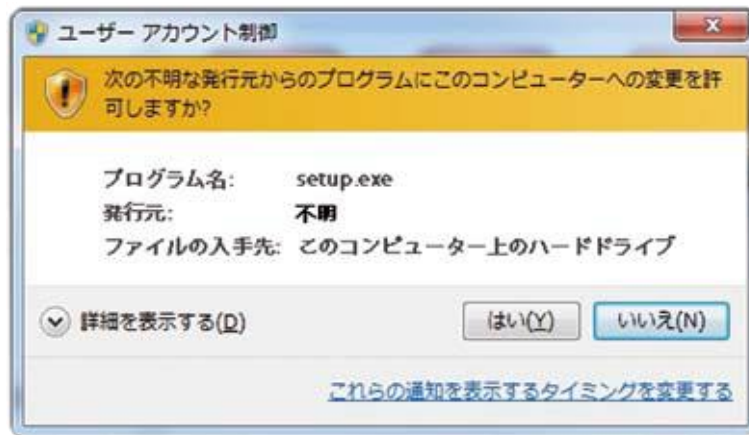 ユーザー アカウント制御
次の不明な発行元からのプログラムにこのコンピューターへの変更を許
可しますか?
プログラム名: setup.exe
発行元: 不明
ファイルの入手先: このコンピューター上のハードドライブ
詳細を表示する(D) はい(Y) いいえ(N)
これらの通知を表示するタイミングを変更する